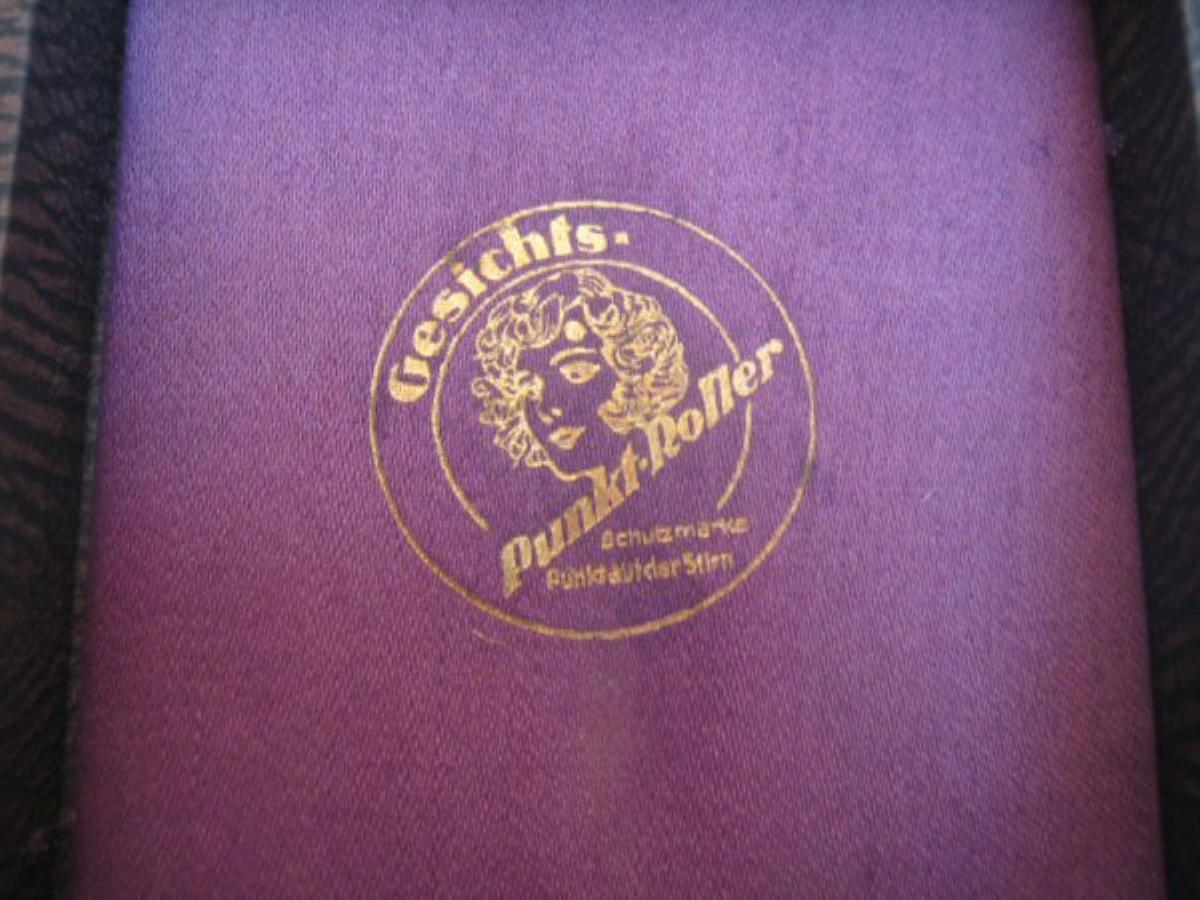 Gesichts-
Punkt-Roller
Schutzmarke
Punkt auf der Stirn